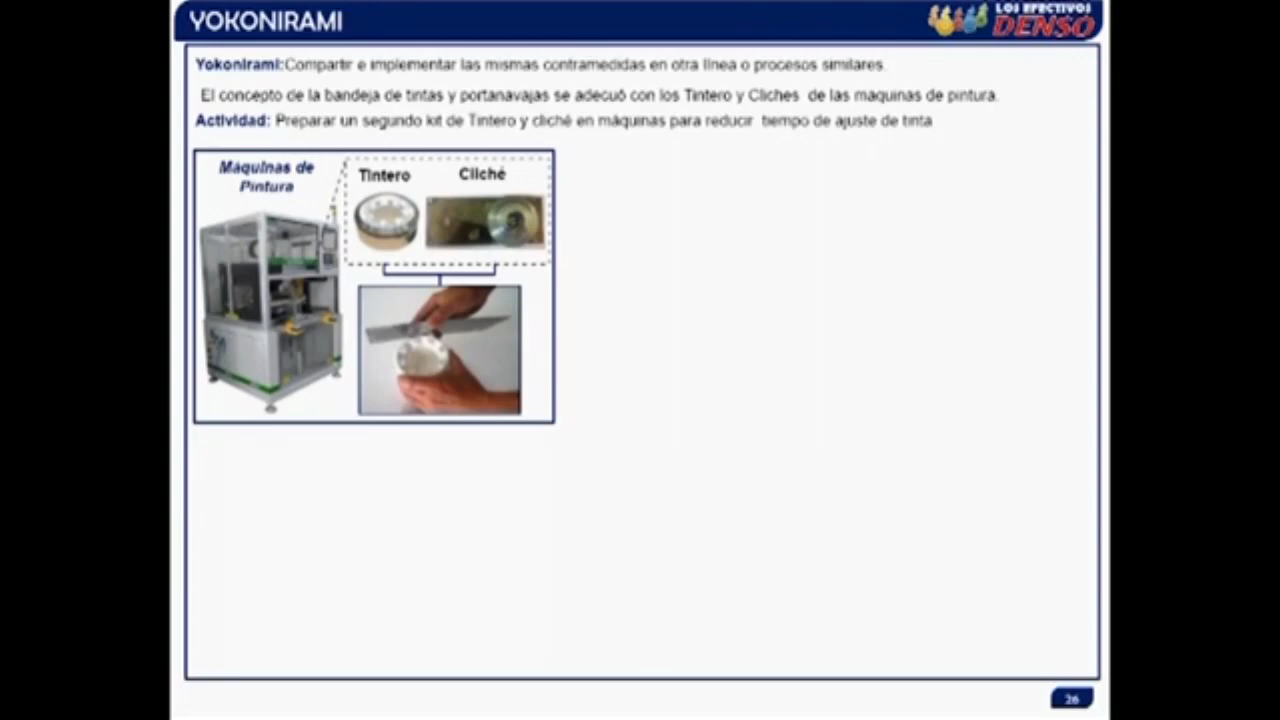 YOKONIRAMI
LOS EFECTIVOS
DENSO
Yokonirami:Compartir e implementar las mismas contramedidas en otra línea o procesos similares.
El concepto de la bandeja de tintas y portanavajas se adecuó con los Tintero y Cliches de las maquinas de pintura.
Actividad: Preparar un segundo kit de Tintero y cliché en máquinas para reducir tiempo de ajuste de tinta
Máquinas de
Pintura
Tintero
Cliché
26